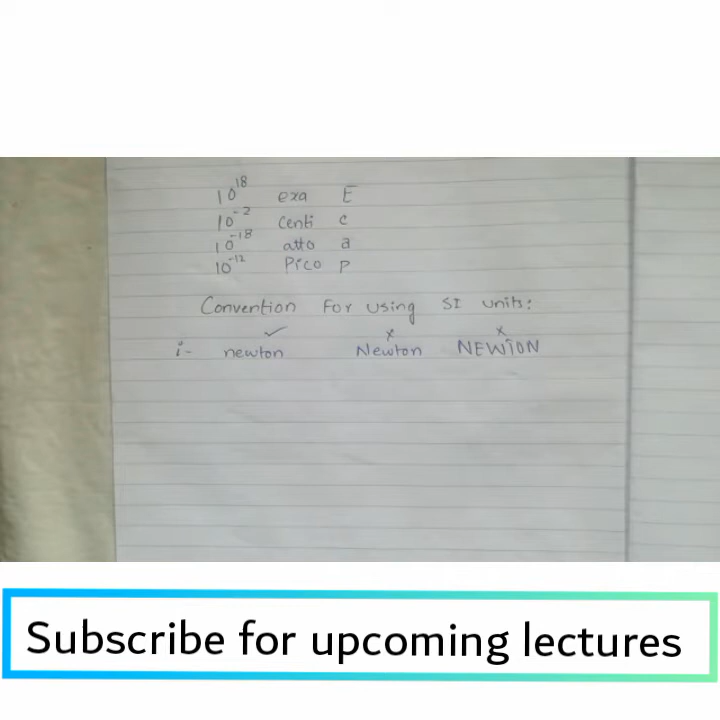 10^18 exa E
10^-2 Centi c
10^-18 atto a
10^-12 Pico p
Convention For using SI units:
✓ x x
i- newton Newton NEWTON
Subscribe for upcoming lectures